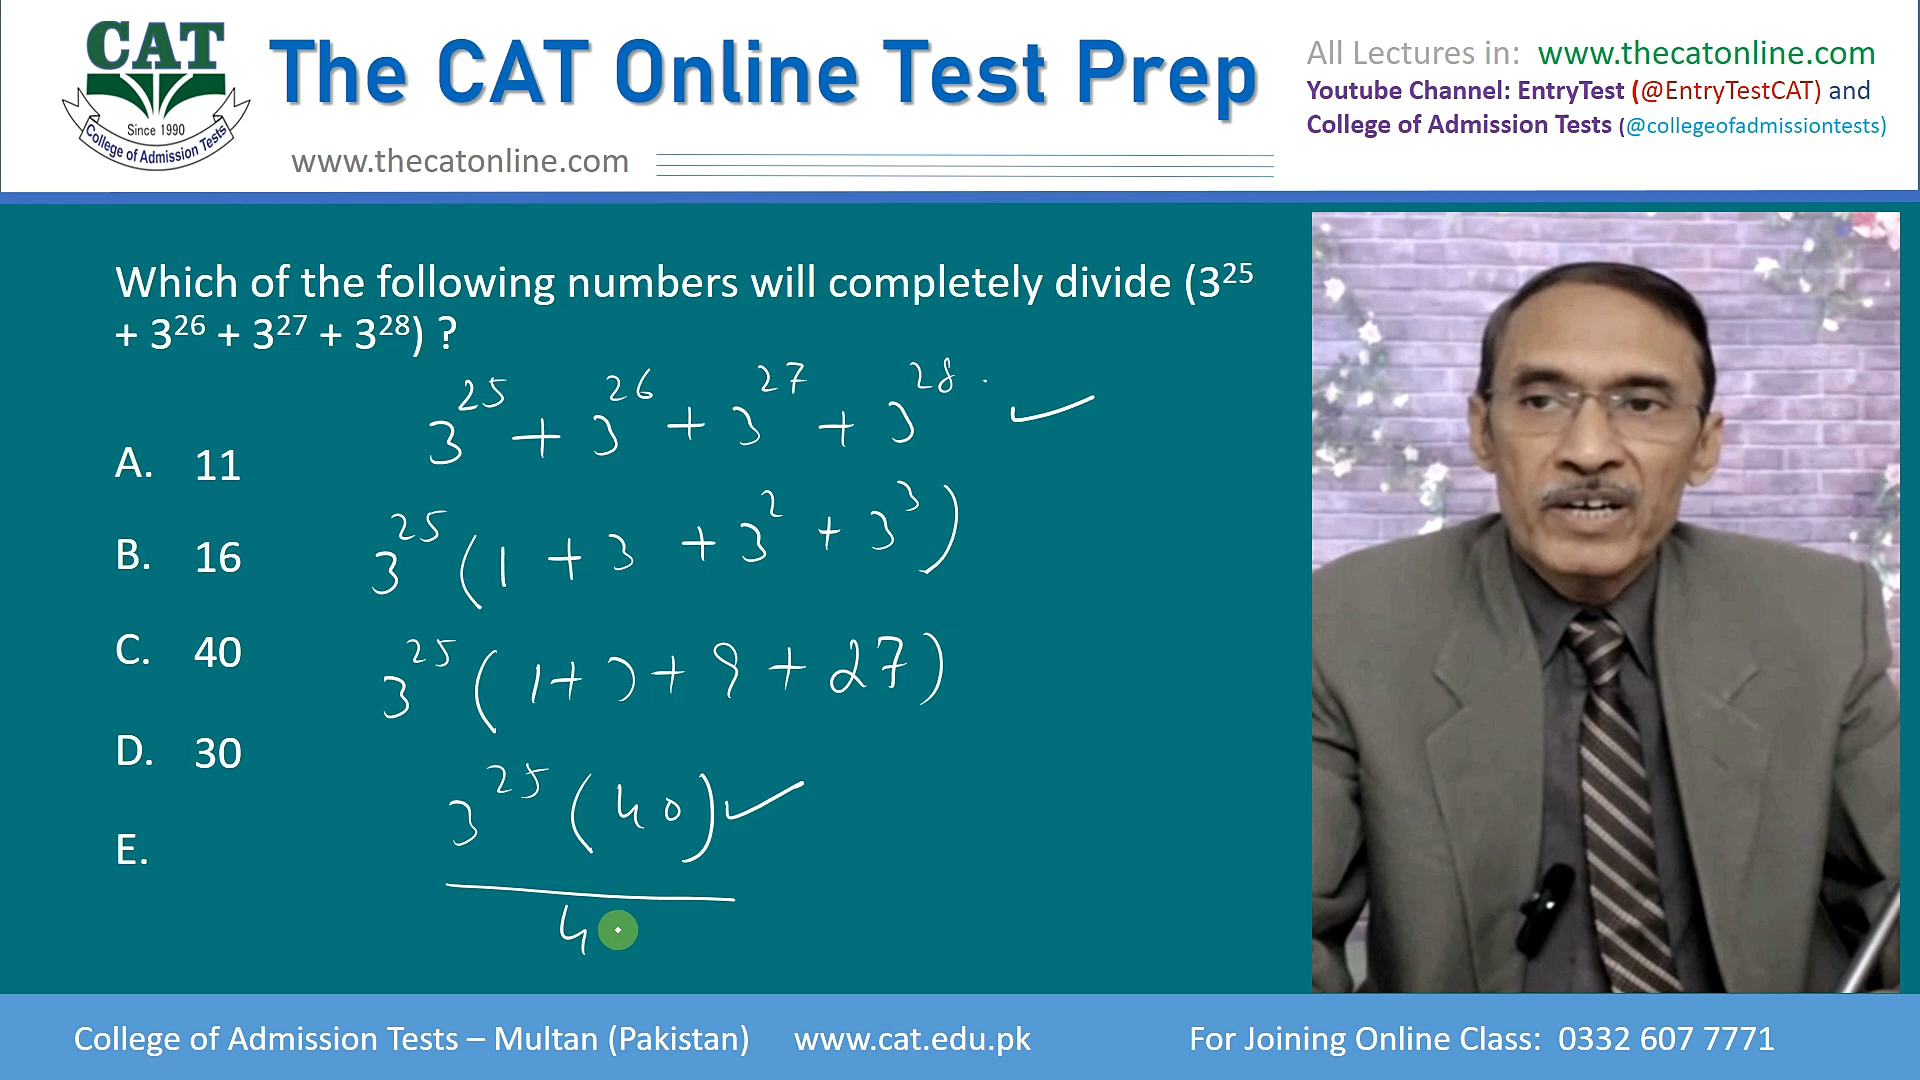 CAT
Since 1990
College of Admission Tests
The CAT Online Test Prep
www.thecatonline.com
All Lectures in: www.thecatonline.com
Youtube Channel: EntryTest (@EntryTestCAT) and
College of Admission Tests (@collegeofadmissiontests)
Which of the following numbers will completely divide (3²⁵
+ 3²⁶ + 3²⁷ + 3²⁸) ?
3²⁵ + 3²⁶ + 3²⁷ + 3²⁸
A. 11
3²⁵ (1 + 3 + 3² + 3³)
B. 16
C. 40
3²⁵ (1 + 3 + 9 + 27)
D. 30
3²⁵ (40)
E.
4
College of Admission Tests – Multan (Pakistan) www.cat.edu.pk For Joining Online Class: 0332 607 7771